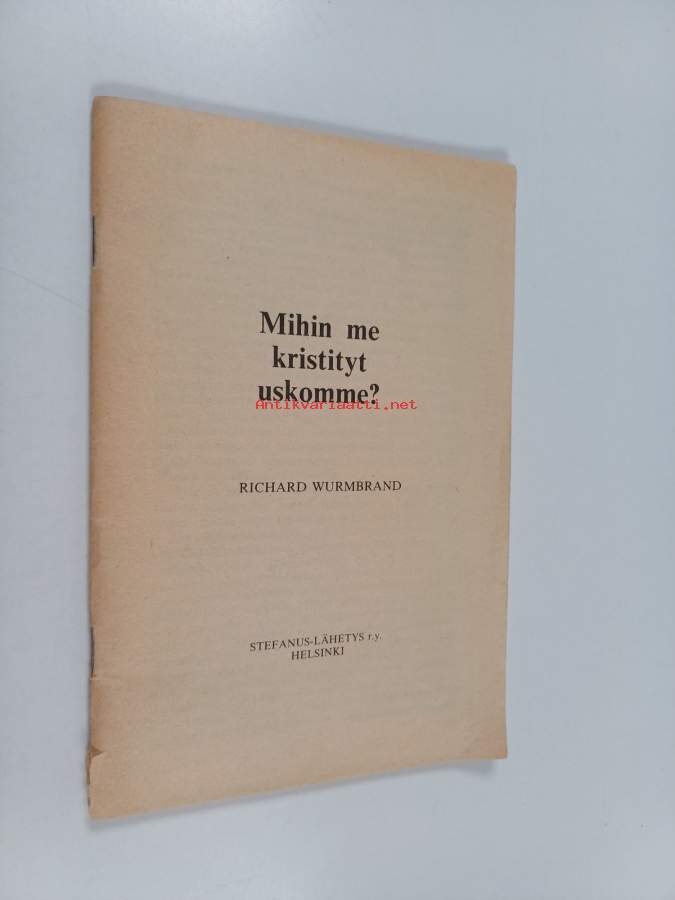 Mihin me
kristityt
uskomme?
Antikvariaatti.net
RICHARD WURMBRAND
STEFANUS-LÄHETYS r.y.
HELSINKI